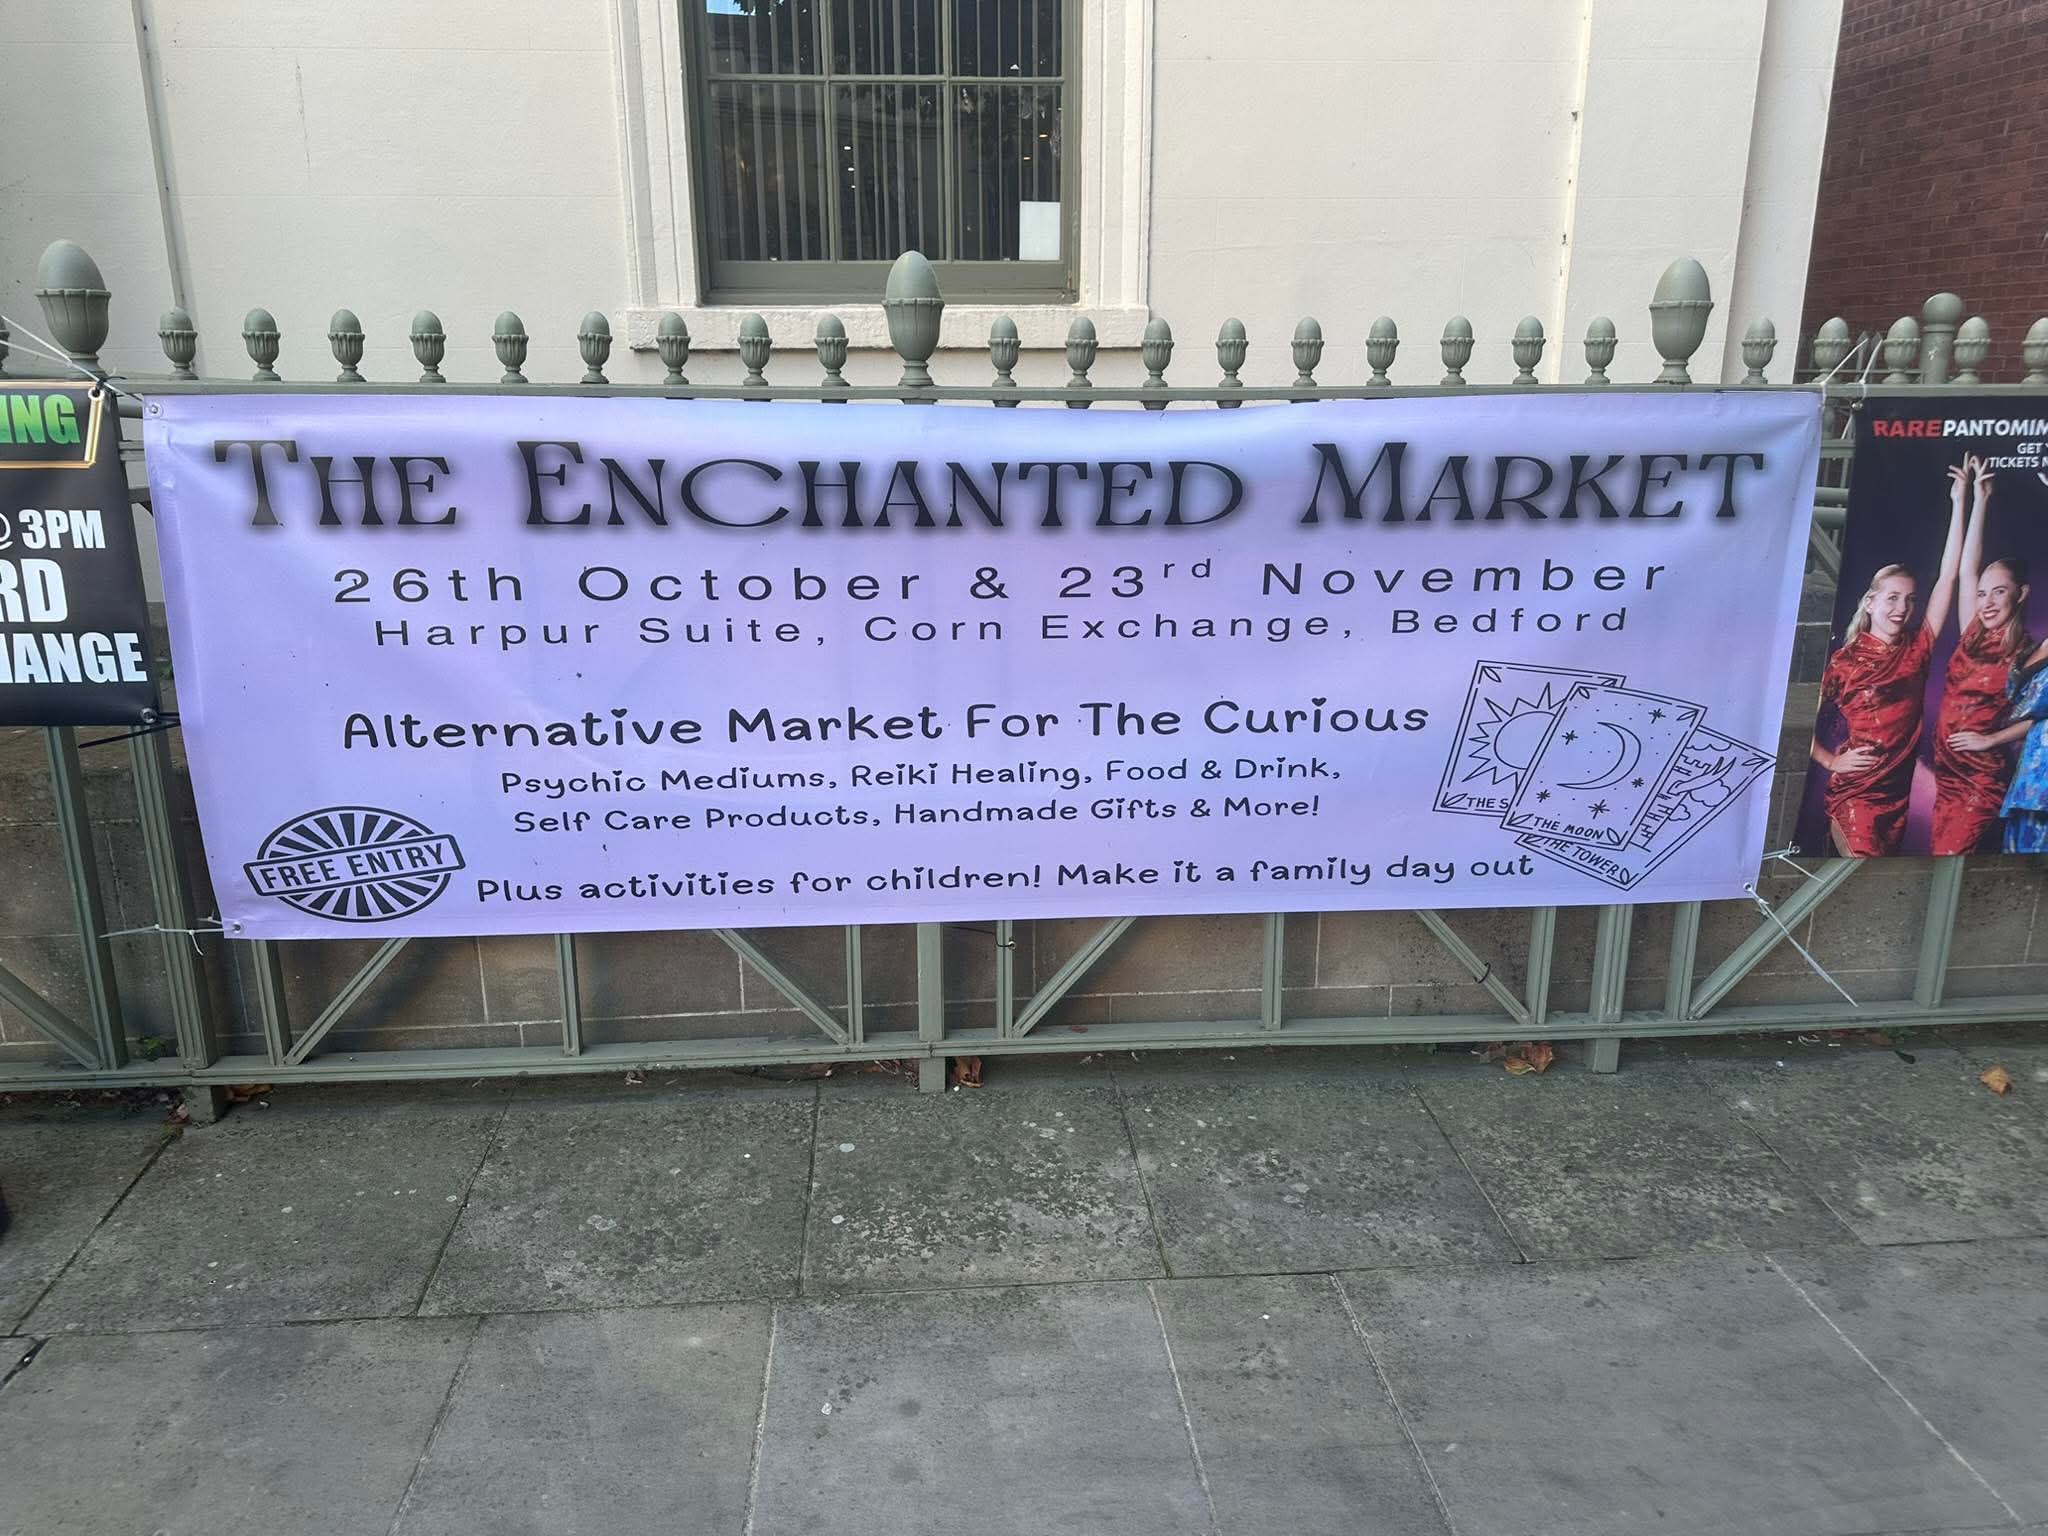 ING
@ 3PM
RD
HANGE
THE ENCHANTED MARKET
26th October & 23rd November
Harpur Suite, Corn Exchange, Bedford
Alternative Market For The Curious
Psychic Mediums, Reiki Healing, Food & Drink,
Self Care Products, Handmade Gifts & More!
Plus activities for children! Make it a family day out
FREE ENTRY
THE S
THE MOON
THE TOWER
RAREPANTOMIM
GET
TICKETS N